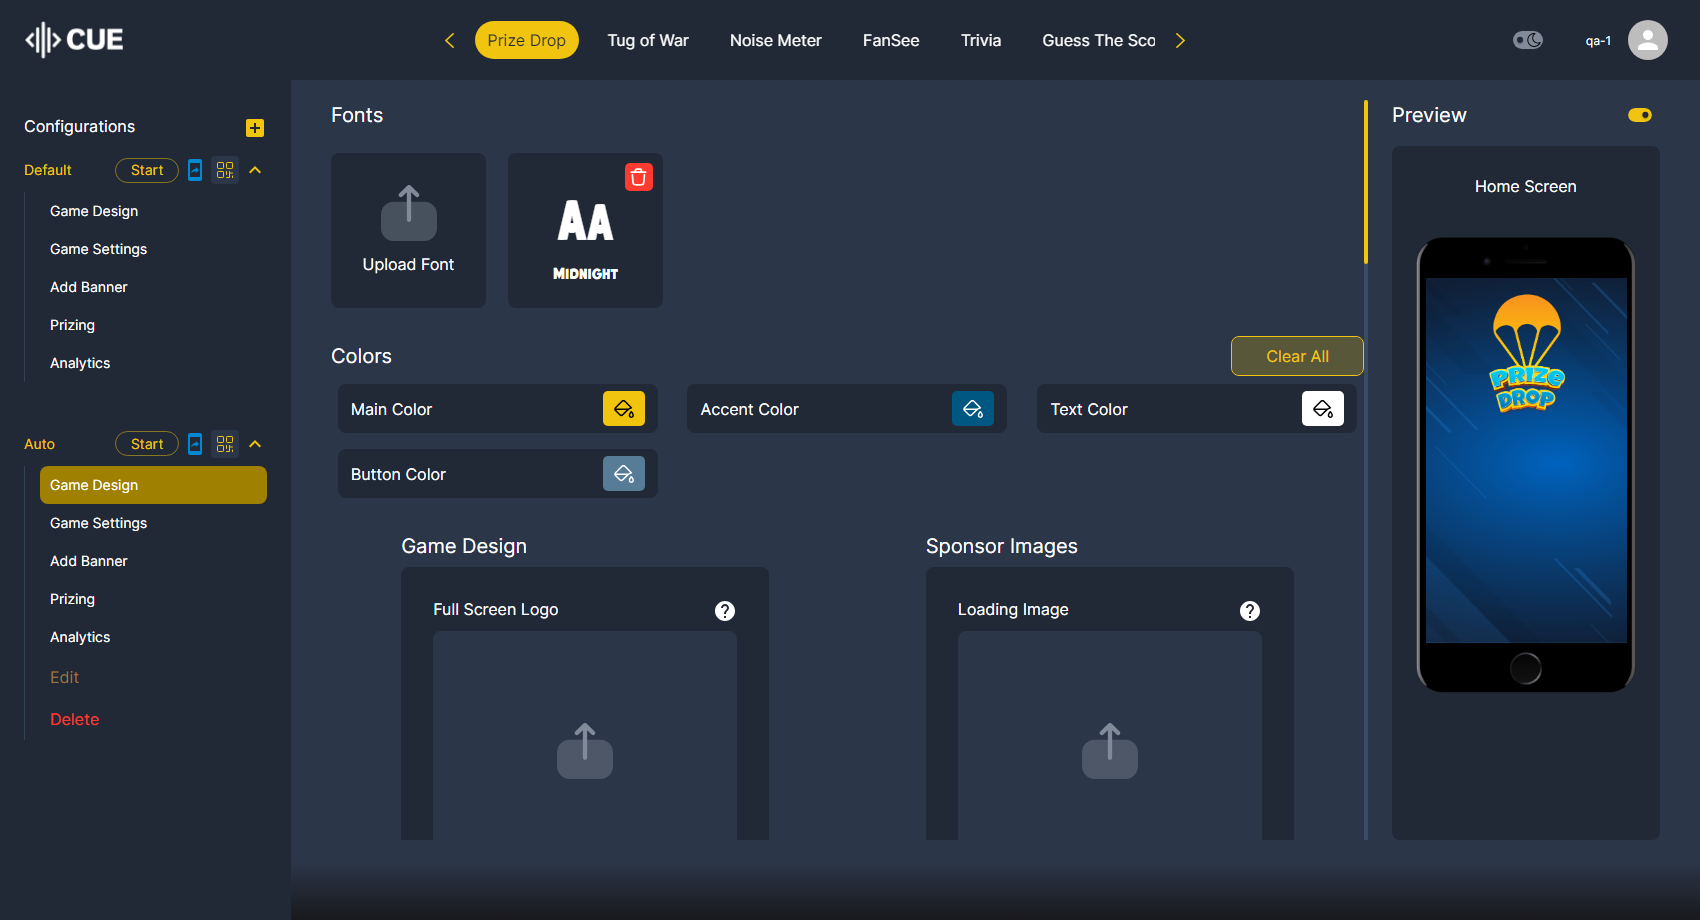 CUE
Prize Drop
Tug of War
Noise Meter
FanSee
Trivia
Guess The Sco
qa-1
Configurations
Default
Start
Game Design
Game Settings
Add Banner
Prizing
Analytics
Auto
Start
Game Design
Game Settings
Add Banner
Prizing
Analytics
Edit
Delete
Fonts
Upload Font
AA
MIDNIGHT
Colors
Clear All
Main Color
Accent Color
Text Color
Button Color
Game Design
Full Screen Logo
?
Sponsor Images
Loading Image
?
Preview
Home Screen
PRIZE
DROP